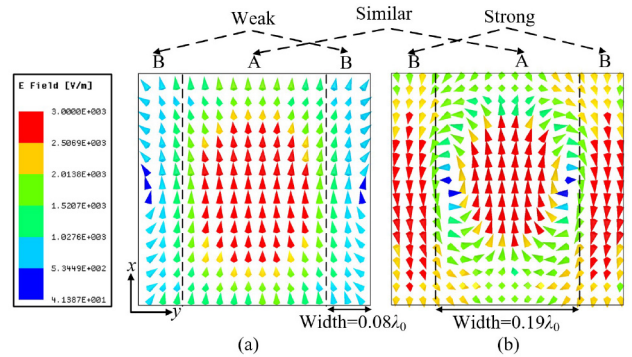 Weak
Similar
Strong
B
A
B
B
A
B
E Field [V/m]
3.0000E+003
2.5069E+003
2.0138E+003
1.5207E+003
1.0276E+003
5.3449E+002
4.1387E+001
x
y
Width=0.08λ0
Width=0.19λ0
(a)
(b)